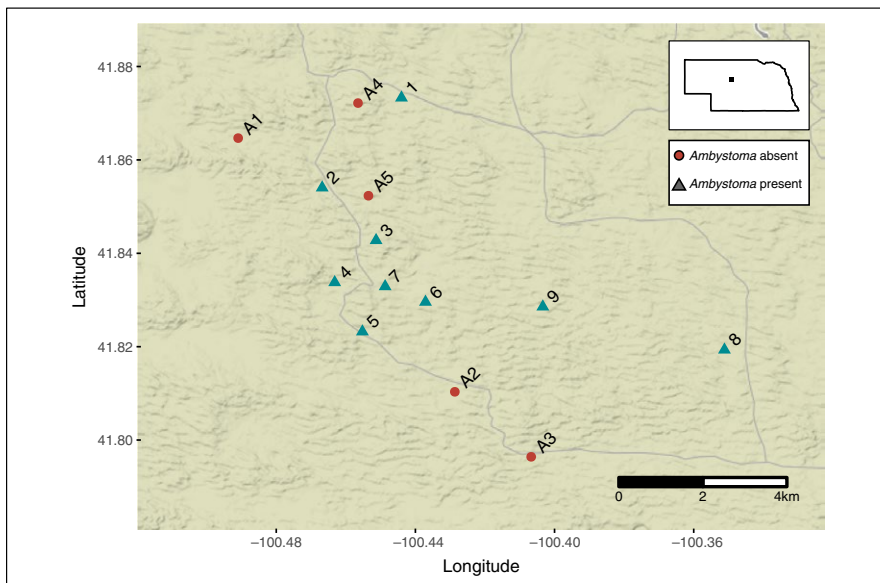 41.88
41.86
41.84
41.82
41.80
Latitude
A1
A4
1
2
A5
3
4
7
6
5
9
8
A2
A3
Ambystoma absent
Ambystoma present
0 2 4km
−100.48 −100.44 −100.40 −100.36
Longitude